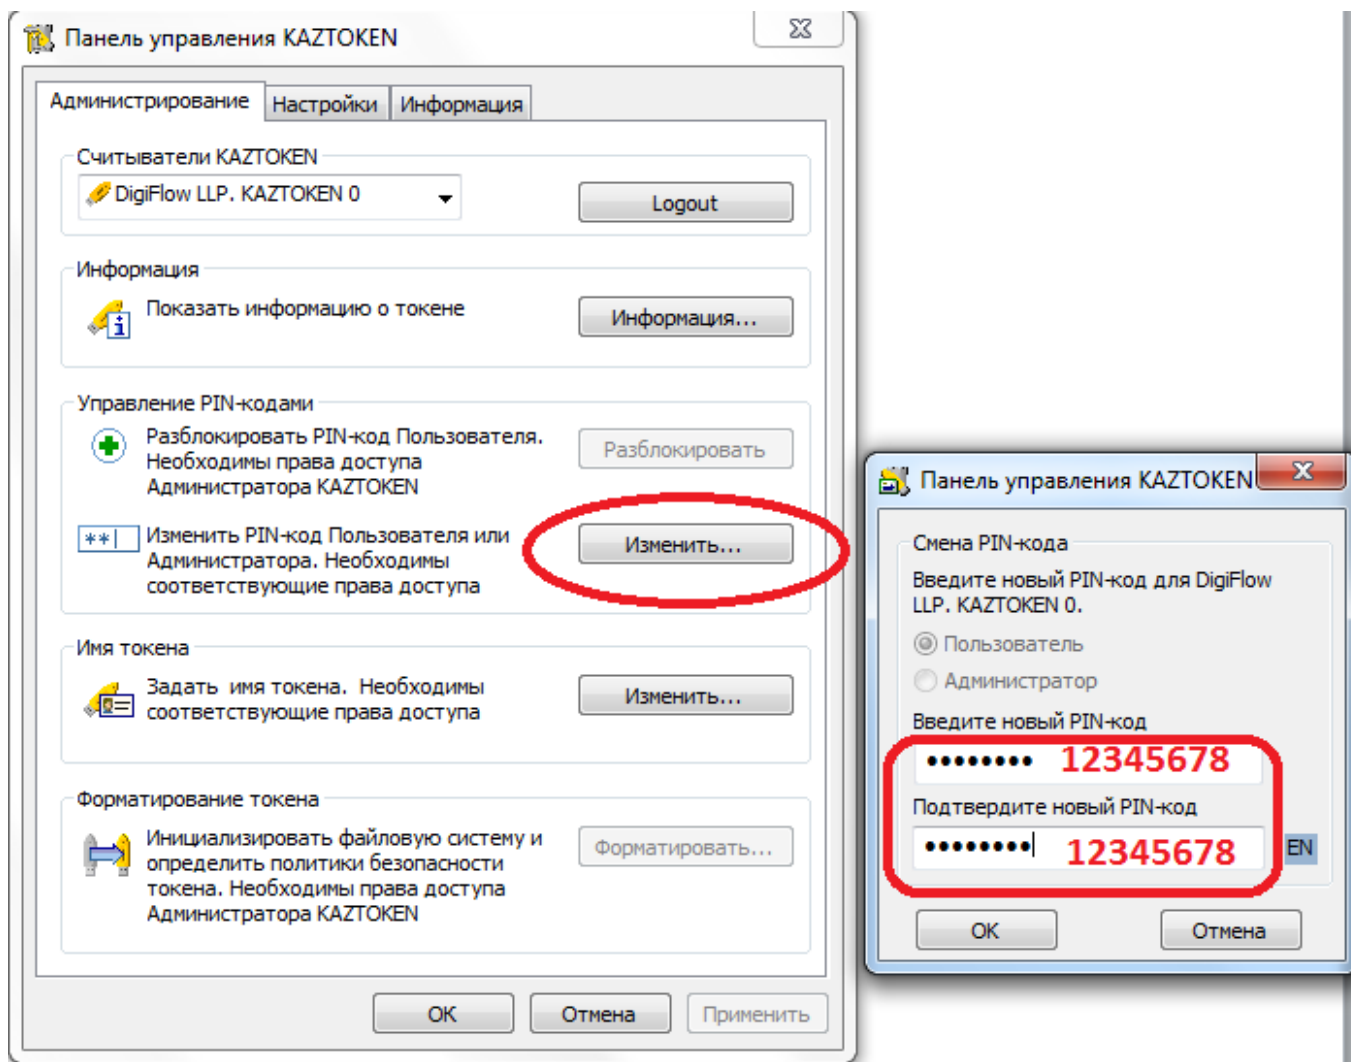 Панель управления KAZTOKEN
Администрирование
Настройки
Информация
Считыватели KAZTOKEN
DigiFlow LLP. KAZTOKEN 0
Logout
Информация
Показать информацию о токене
Информация...
Управление PIN-кодами
Разблокировать PIN-код Пользователя.
Необходимы права доступа
Администратора KAZTOKEN
Разблокировать
**|
Изменить PIN-код Пользователя или
Администратора. Необходимы
соответствующие права доступа
Изменить...
Имя токена
Задать имя токена. Необходимы
соответствующие права доступа
Изменить...
Форматирование токена
Инициализировать файловую систему и
определить политики безопасности
токена. Необходимы права доступа
Администратора KAZTOKEN
Форматировать...
OK
Отмена
Применить
Панель управления KAZTOKEN
Смена PIN-кода
Введите новый PIN-код для DigiFlow
LLP. KAZTOKEN 0.
Пользователь
Администратор
Введите новый PIN-код
•••••••• 12345678
Подтвердите новый PIN-код
•••••••• 12345678
EN
OK
Отмена